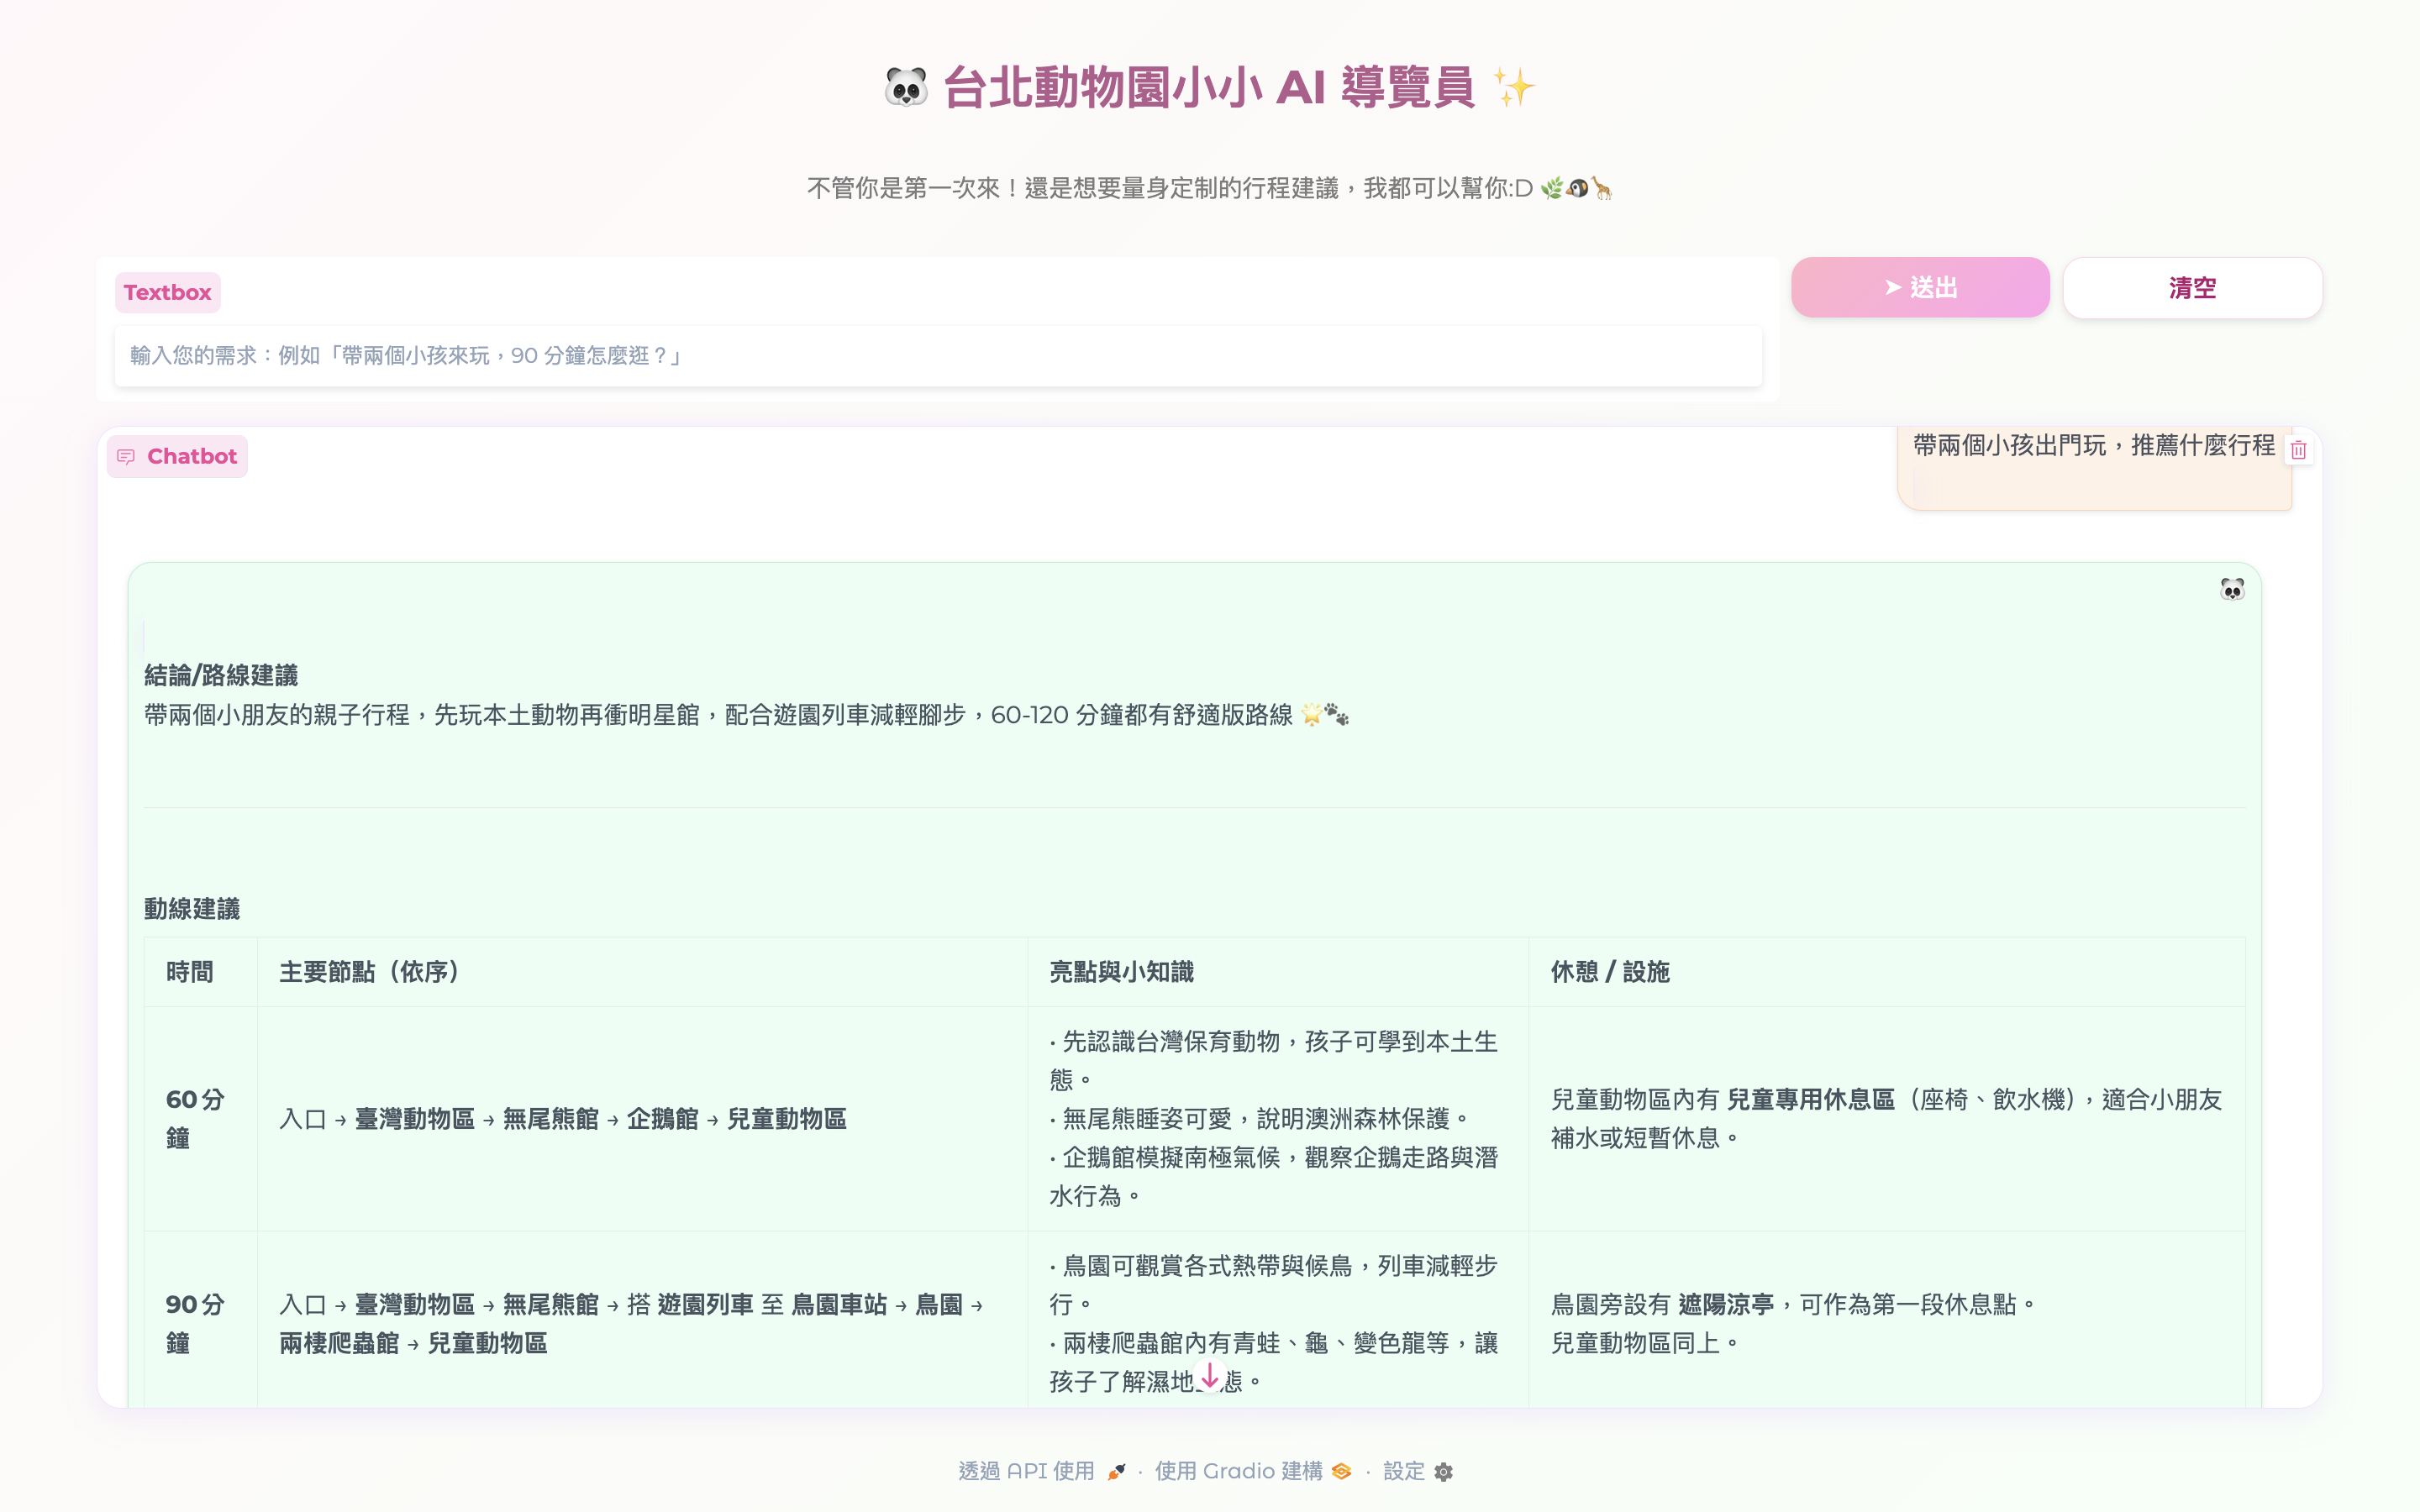 🐼 台北動物園小小 AI 導覽員 ✨
不管你是第一次來！還是想要量身定制的行程建議，我都可以幫你:D 🌿🐧🦒
Textbox
輸入您的需求：例如「帶兩個小孩來玩，90 分鐘怎麼逛？」
➤ 送出
清空
Chatbot
帶兩個小孩出門玩，推薦什麼行程
結論/路線建議
帶兩個小朋友的親子行程，先玩本土動物再衝明星館，配合遊園列車減輕腳步，60-120 分鐘都有舒適版路線 🌟🐾
動線建議
時間
主要節點（依序）
亮點與小知識
休憩 / 設施
60 分
鐘
入口 → 臺灣動物區 → 無尾熊館 → 企鵝館 → 兒童動物區
• 先認識台灣保育動物，孩子可學到本土生
態。
• 無尾熊睡姿可愛，說明澳洲森林保護。
• 企鵝館模擬南極氣候，觀察企鵝走路與潛
水行為。
兒童動物區內有 兒童專用休息區（座椅、飲水機），適合小朋友
補水或短暫休息。
90 分
鐘
入口 → 臺灣動物區 → 無尾熊館 → 搭 遊園列車 至 鳥園車站 → 鳥園 →
兩棲爬蟲館 → 兒童動物區
• 鳥園可觀賞各式熱帶與候鳥，列車減輕步
行。
• 兩棲爬蟲館內有青蛙、龜、變色龍等，讓
孩子了解濕地態。
鳥園旁設有 遮陽涼亭，可作為第一段休息點。
兒童動物區同上。
透過 API 使用 🚀 · 使用 Gradio 建構 · 設定 ⚙